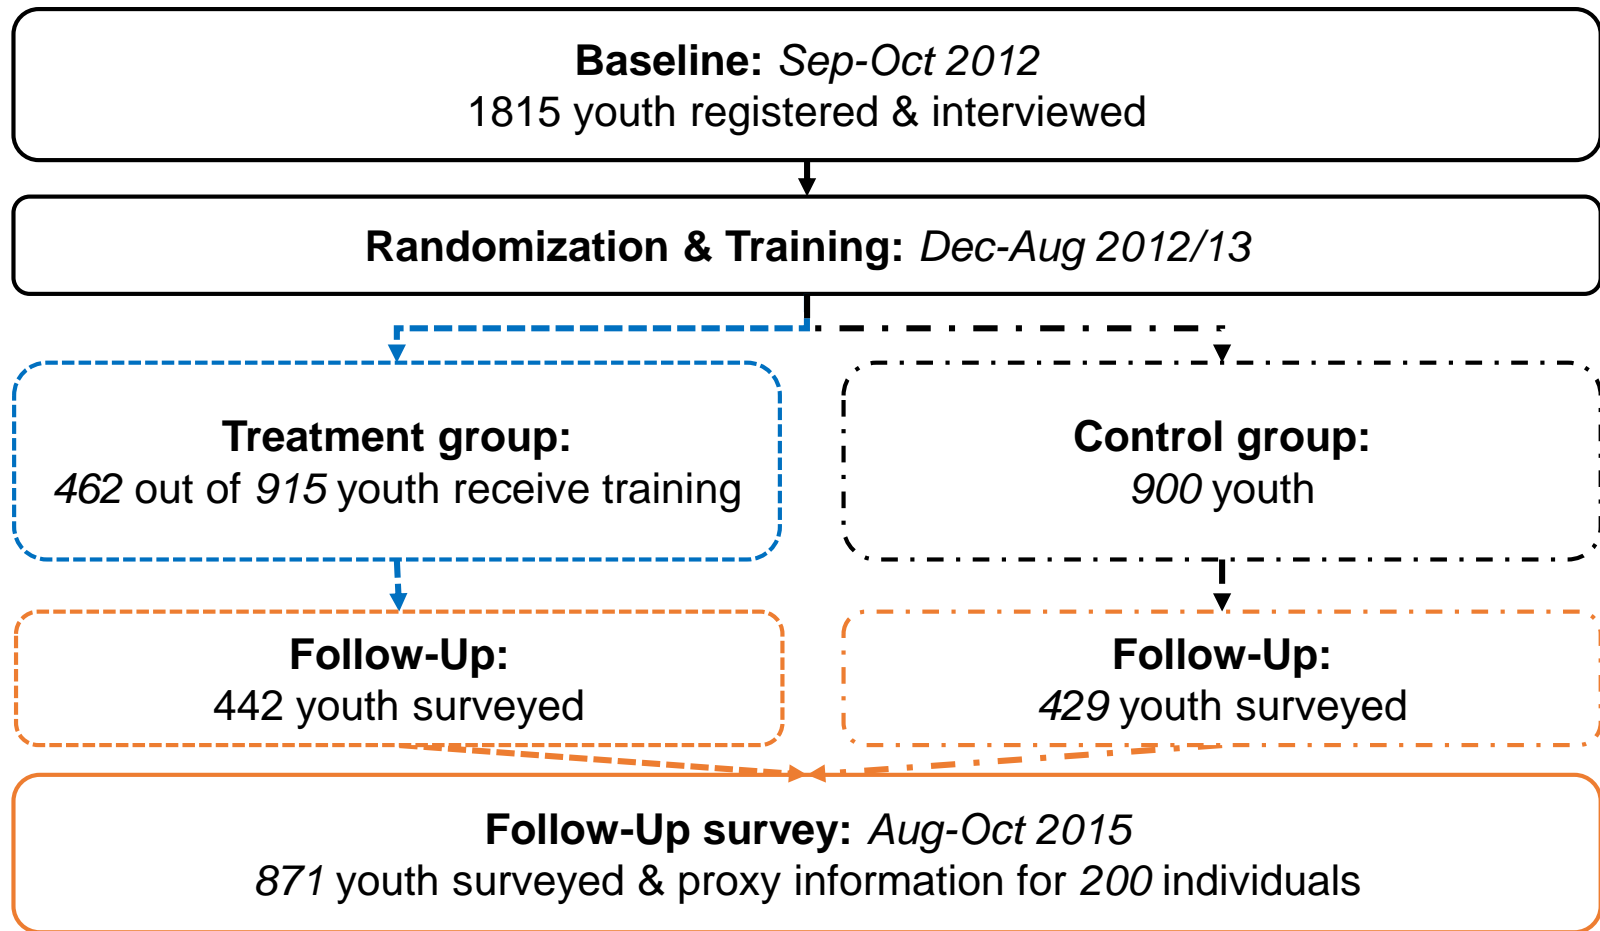 Baseline: Sep-Oct 2012
1815 youth registered & interviewed
Randomization & Training: Dec-Aug 2012/13
Treatment group:
462 out of 915 youth receive training
Control group:
900 youth
Follow-Up:
442 youth surveyed
Follow-Up:
429 youth surveyed
Follow-Up survey: Aug-Oct 2015
871 youth surveyed & proxy information for 200 individuals